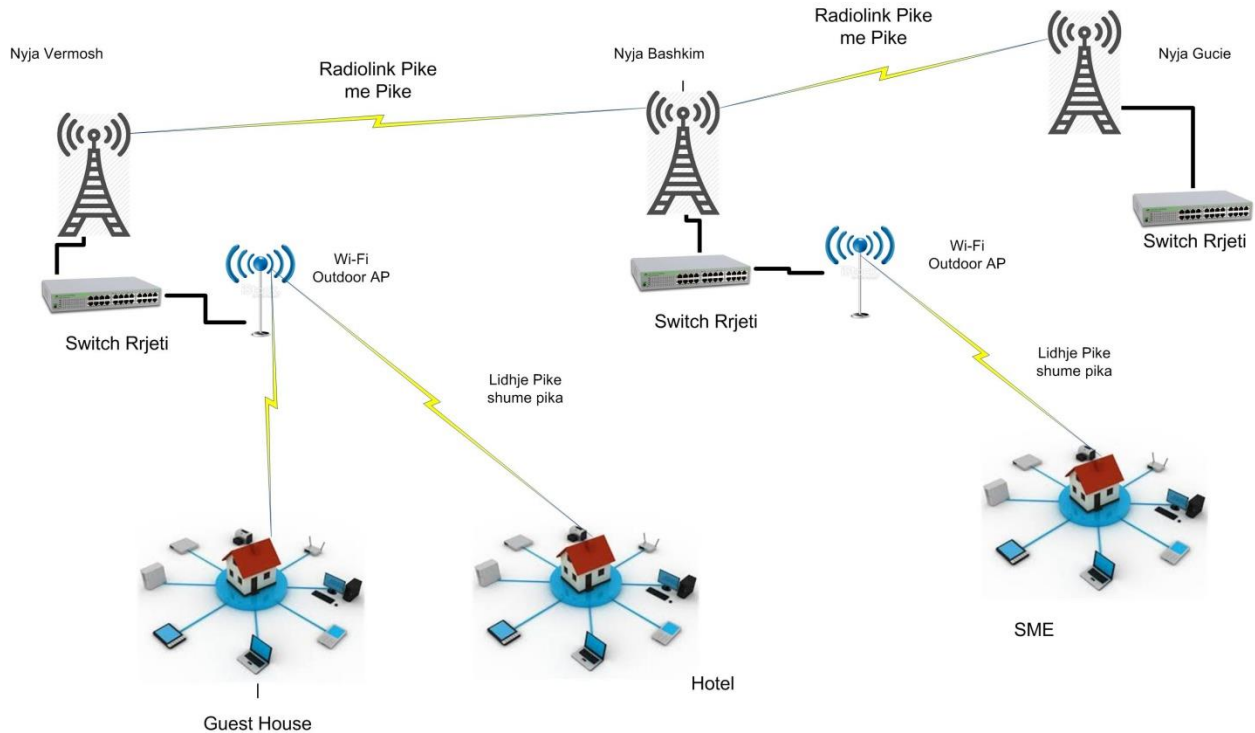 Nyja Vermosh
Radiolink Pike
me Pike
Nyja Bashkim
Radiolink Pike
me Pike
Nyja Gucie
Switch Rrjeti
Wi-Fi
Outdoor AP
Switch Rrjeti
Wi-Fi
Outdoor AP
Switch Rrjeti
Lidhje Pike
shume pika
Lidhje Pike
shume pika
Guest House
Hotel
SME